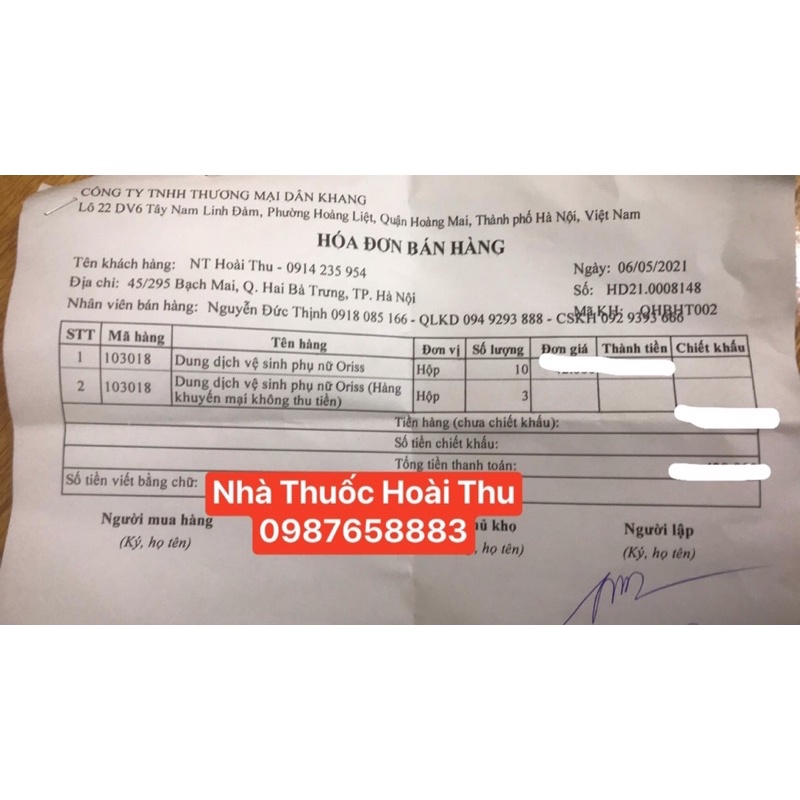 CÔNG TY TNHH THƯƠNG MẠI DÂN KHANG
Lô 22 DV6 Tây Nam Linh Đàm, Phường Hoàng Liệt, Quận Hoàng Mai, Thành phố Hà Nội, Việt Nam
HÓA ĐƠN BÁN HÀNG
Tên khách hàng: NT Hoài Thu - 0914 235 954
Ngày: 06/05/2021
Địa chỉ: 45/295 Bạch Mai, Q. Hai Bà Trưng, TP. Hà Nội
Số: HD21.0008148
Nhân viên bán hàng: Nguyễn Đức Thịnh 0918 085 166 - QLKD 094 9293 888 - CSKH 092 9393 666
Mã KH: QHBHT002
STT Mã hàng Tên hàng Đơn vị Số lượng Đơn giá Thành tiền Chiết khấu
1 103018 Dung dịch vệ sinh phụ nữ Oriss Hộp 10
2 103018 Dung dịch vệ sinh phụ nữ Oriss (Hàng khuyến mại không thu tiền) Hộp 3
Tiền hàng (chưa chiết khấu):
Số tiền chiết khấu:
Tổng tiền thanh toán:
Số tiền viết bằng chữ:
Nhà Thuốc Hoài Thu
0987658883
Người mua hàng
(Ký, họ tên)
kho
họ tên)
Người lập
(Ký, họ tên)